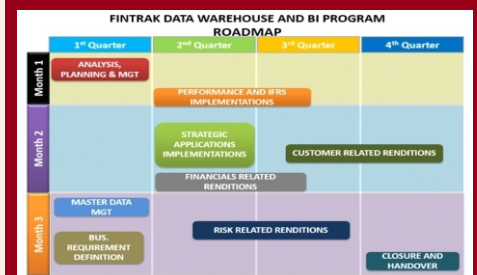 FINTRAK DATA WAREHOUSE AND BI PROGRAM
ROADMAP
1st Quarter
2nd Quarter
3rd Quarter
4th Quarter
Month 1
ANALYSIS,
PLANNING & MGT
PERFORMANCE AND IFRS
IMPLEMENTATIONS
Month 2
STRATEGIC
APPLICATIONS
IMPLEMENTATIONS
CUSTOMER RELATED RENDITIONS
FINANCIALS RELATED
RENDITIONS
Month 3
MASTER DATA
MGT
BUS.
REQUIREMENT
DEFINITION
RISK RELATED RENDITIONS
CLOSURE AND
HANDOVER